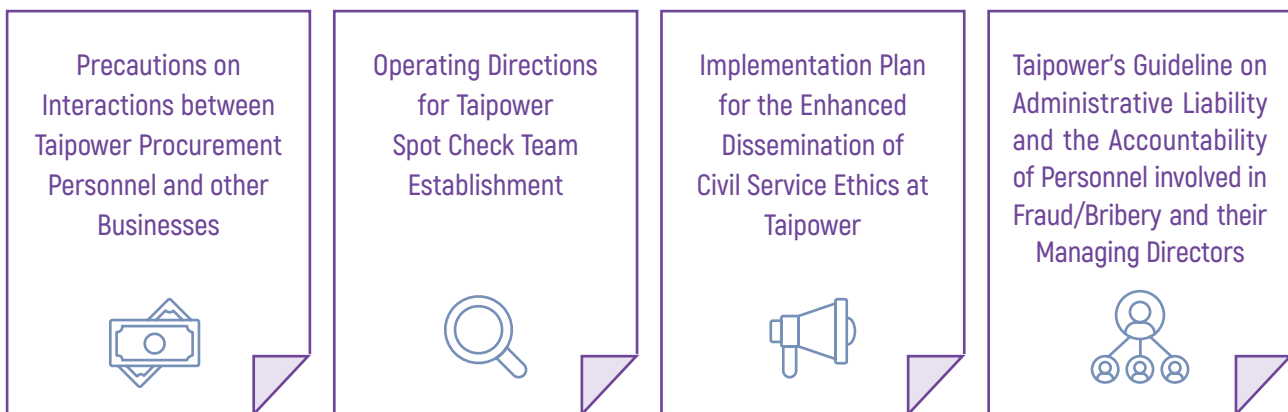 Precautions on
Interactions between
Taipower Procurement
Personnel and other
Businesses
Operating Directions
for Taipower
Spot Check Team
Establishment
Implementation Plan
for the Enhanced
Dissemination of
Civil Service Ethics at
Taipower
Taipower's Guideline on
Administrative Liability
and the Accountability
of Personnel involved in
Fraud/Bribery and their
Managing Directors